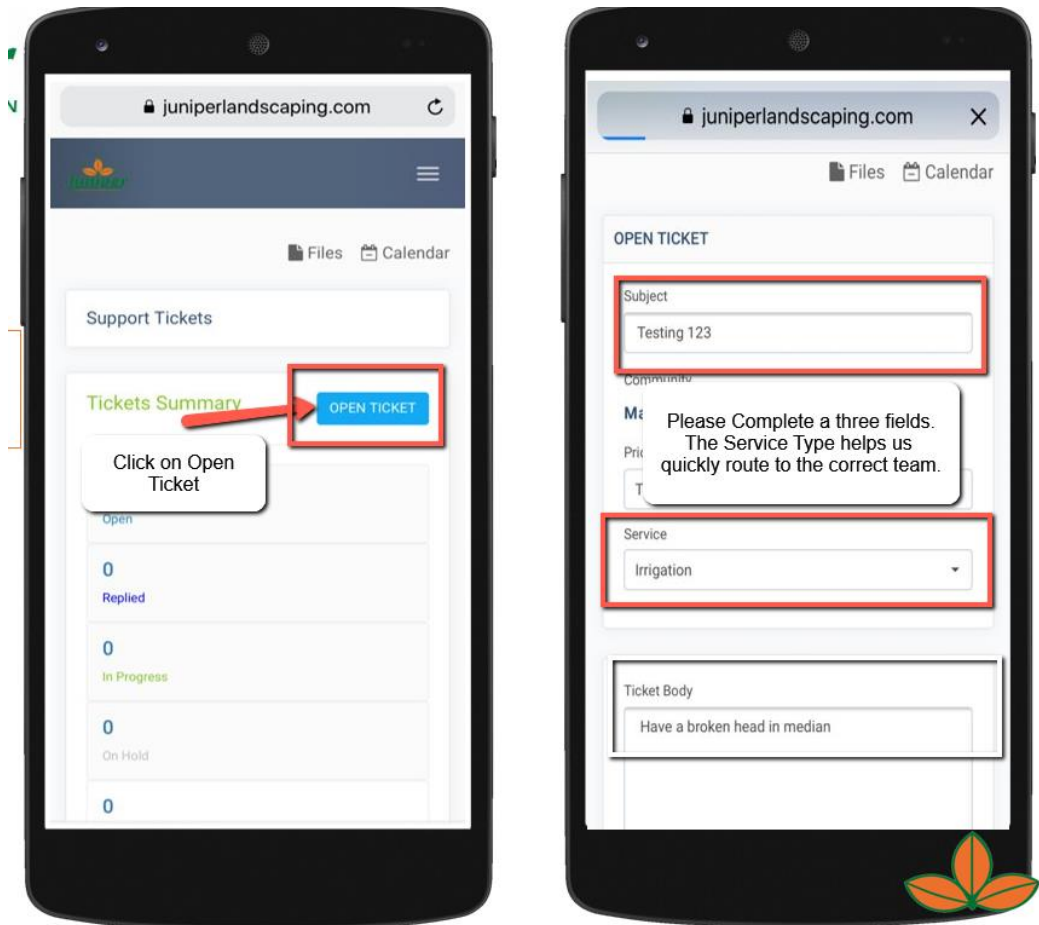 N
juniperlandscaping.com
Juniper
Files Calendar
Support Tickets
Tickets Summary
OPEN TICKET
Click on Open
Ticket
Open
0
Replied
0
In Progress
0
On Hold
0
juniperlandscaping.com
Files Calendar
OPEN TICKET
Subject
Testing 123
Community
Ma
Please Complete a three fields.
The Service Type helps us
quickly route to the correct team.
Service
Irrigation
Ticket Body
Have a broken head in median